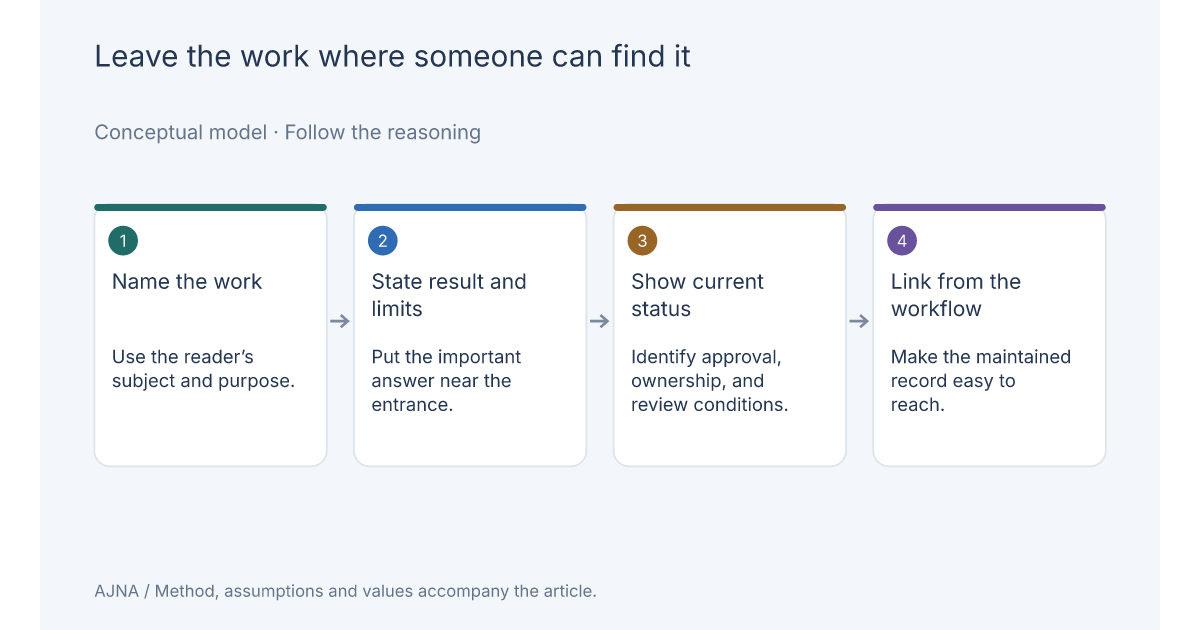 Leave the work where someone can find it
Conceptual model · Follow the reasoning
1
Name the work
Use the reader’s
subject and purpose.
2
State result and
limits
Put the important
answer near the
entrance.
3
Show current
status
Identify approval,
ownership, and
review conditions.
4
Link from the
workflow
Make the maintained
record easy to
reach.
AJNA / Method, assumptions and values accompany the article.